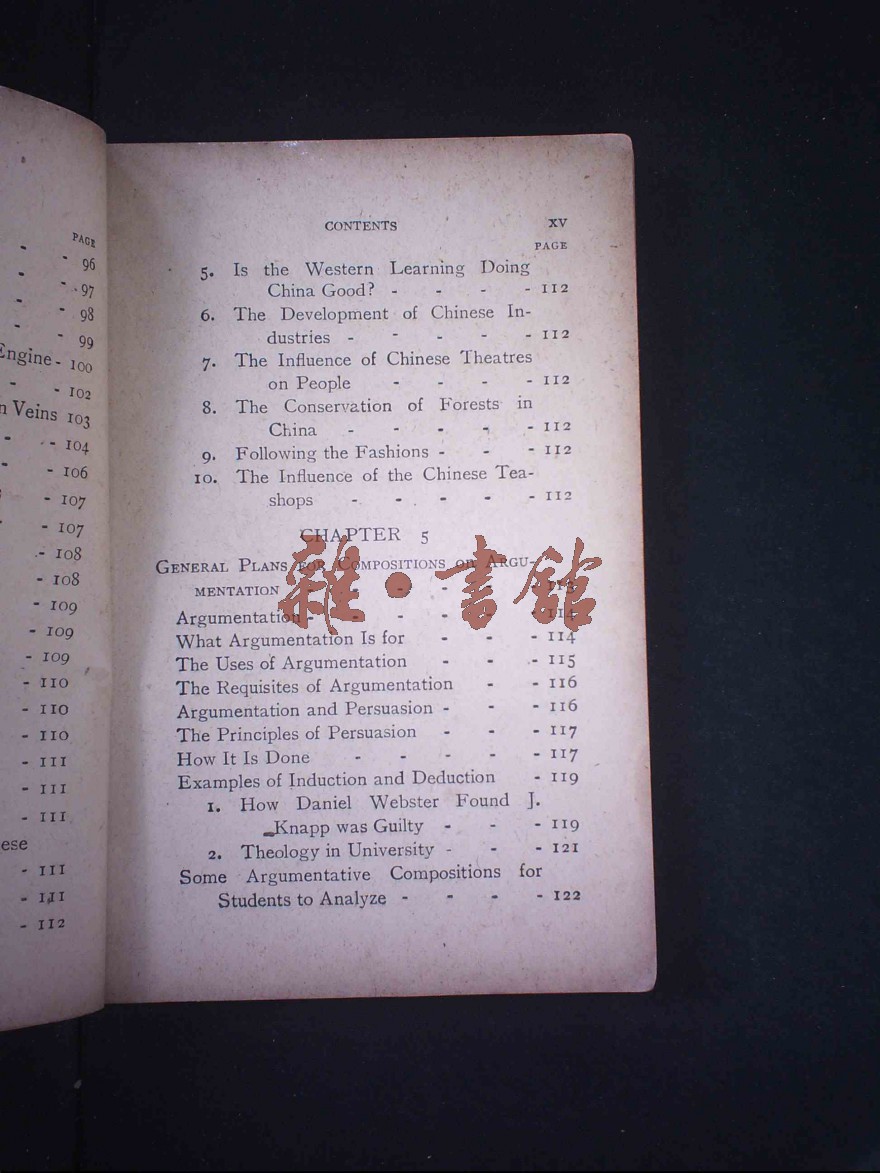 PAGE
- - 96
- - 97
- - 98
- - 99
Engine - 100
- - 102
n Veins 103
- - 104
- - 106
- 107
- 107
- 108
- 108
- 109
- 109
- 109
- 110
- 110
- 110
- 111
- 111
- 111
ese
- 111
- 111
- 112
CONTENTS XV
PAGE
5. Is the Western Learning Doing
China Good? - - - - 112
6. The Development of Chinese In-
dustries - - - - - 112
7. The Influence of Chinese Theatres
on People - - - - 112
8. The Conservation of Forests in
China - - - - - 112
9. Following the Fashions - - - 112
10. The Influence of the Chinese Tea-
shops - - - - - 112
CHAPTER 5
GENERAL PLANS FOR COMPOSITIONS ON ARGU-
MENTATION - - - - - 113
Argumentation - - - - - - 114
What Argumentation Is for - - - 114
The Uses of Argumentation - - - 115
The Requisites of Argumentation - - 116
Argumentation and Persuasion - - - 116
The Principles of Persuasion - - - 117
How It Is Done - - - - - 117
Examples of Induction and Deduction - 119
1. How Daniel Webster Found J.
Knapp was Guilty - - - 119
2. Theology in University - - - 121
Some Argumentative Compositions for
Students to Analyze - - - - 122
雜·書館